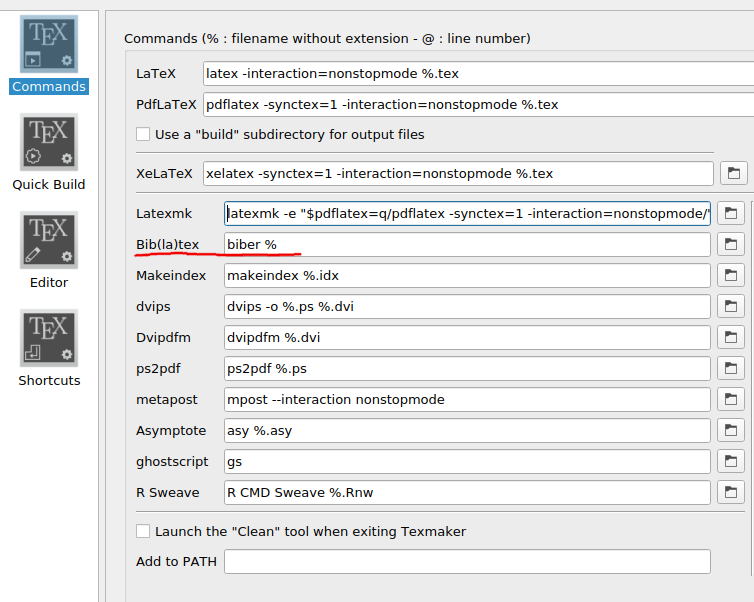 Commands (% : filename without extension - @ : line number)
TEX
Commands
LaTeX latex -interaction=nonstopmode %.tex
PdfLaTeX pdflatex -synctex=1 -interaction=nonstopmode %.tex
Use a "build" subdirectory for output files
TEX
Quick Build
XeLaTeX xelatex -synctex=1 -interaction=nonstopmode %.tex
Latexmk latexmk -e "$pdflatex=q/pdflatex -synctex=1 -interaction=nonstopmode/"
TEX
Editor
Bib(la)tex biber %
Makeindex makeindex %.idx
dvips dvips -o %.ps %.dvi
TEX
Shortcuts
Dvipdfm dvipdfm %.dvi
ps2pdf ps2pdf %.ps
metapost mpost --interaction nonstopmode
Asymptote asy %.asy
ghostscript gs
R Sweave R CMD Sweave %.Rnw
Launch the "Clean" tool when exiting Texmaker
Add to PATH